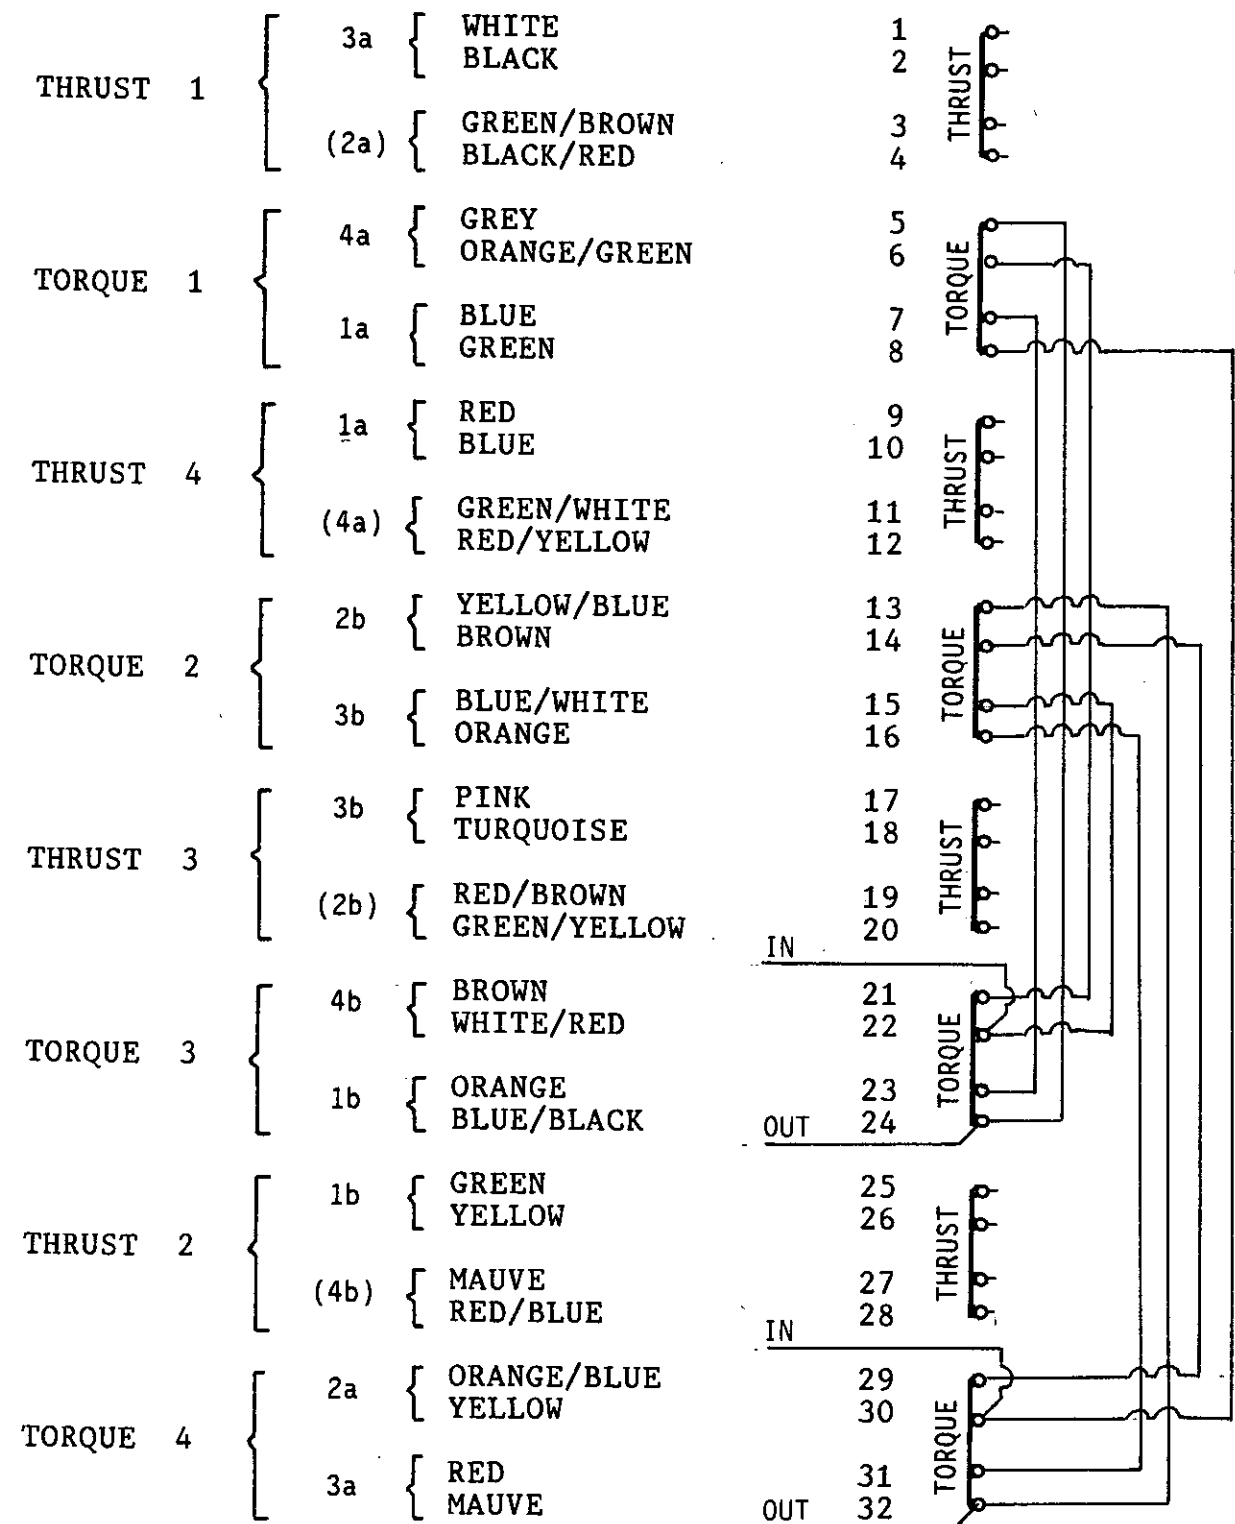 3a WHITE 1
BLACK 2
THRUST 1 THRUST
(2a) GREEN/BROWN 3
BLACK/RED 4
4a GREY 5
ORANGE/GREEN 6
TORQUE 1 TORQUE
1a BLUE 7
GREEN 8
1a RED 9
BLUE 10
THRUST 4 THRUST
(4a) GREEN/WHITE 11
RED/YELLOW 12
2b YELLOW/BLUE 13
BROWN 14
TORQUE 2 TORQUE
3b BLUE/WHITE 15
ORANGE 16
3b PINK 17
TURQUOISE 18
THRUST 3 THRUST
(2b) RED/BROWN 19
GREEN/YELLOW 20
IN
4b BROWN 21
WHITE/RED 22
TORQUE 3 TORQUE
1b ORANGE 23
BLUE/BLACK OUT 24
1b GREEN 25
YELLOW 26
THRUST 2 THRUST
(4b) MAUVE 27
RED/BLUE 28
IN
2a ORANGE/BLUE 29
YELLOW 30
TORQUE 4 TORQUE
3a RED 31
MAUVE OUT 32